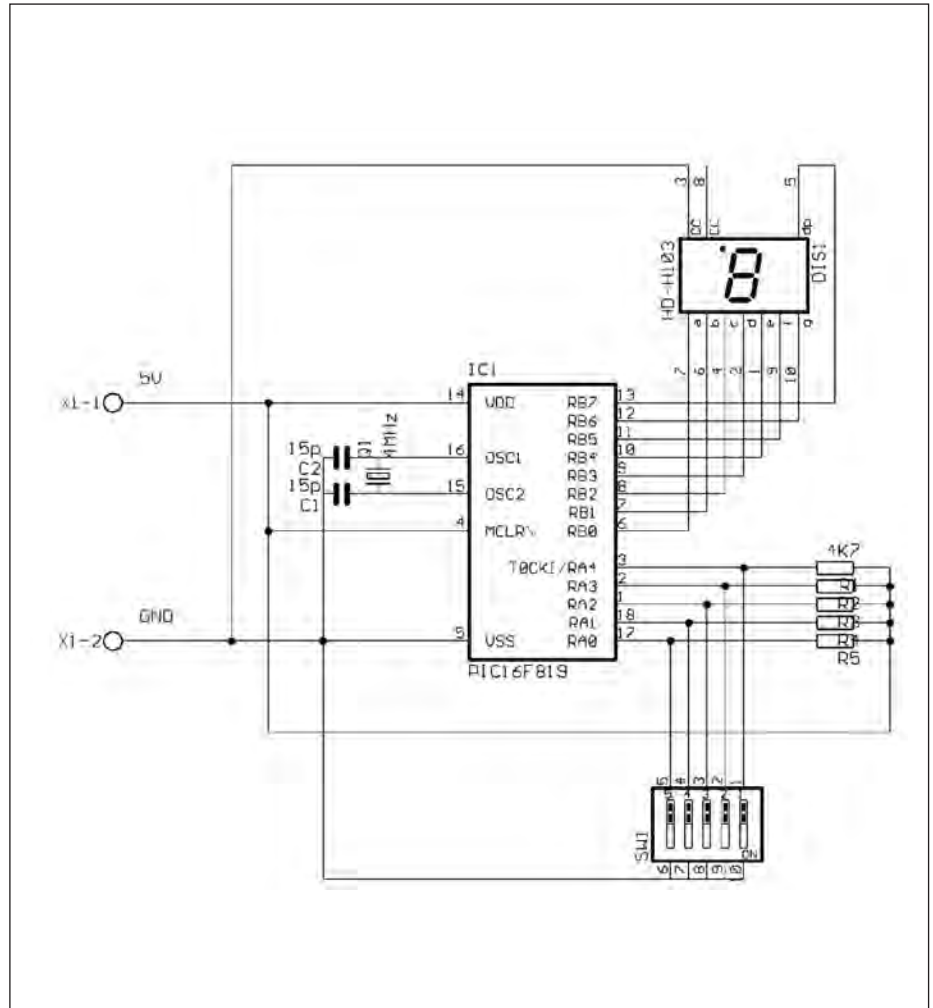 3 8 5
CC CC dp
HD-H103
DIS1
a b c d e f g
7 6 4 2 1 9 10
5V
X1-1
IC1
14 VDD RB7 13
RB6 12
RB5 11
15p C2
Q1 4MHz
16 OSC1 RB4 10
RB3 9
15p C1
15 OSC2 RB2 8
RB1 7
4 MCLR\ RB0 6
T0CKI/RA4 3
4K7
RA3 2
R1
RA2 1
R2
GND
RA1 18
R3
X1-2
5 VSS RA0 17
R4
PIC16F819
R5
5 4 3 2 1
SW1
ON
6 7 8 9 0